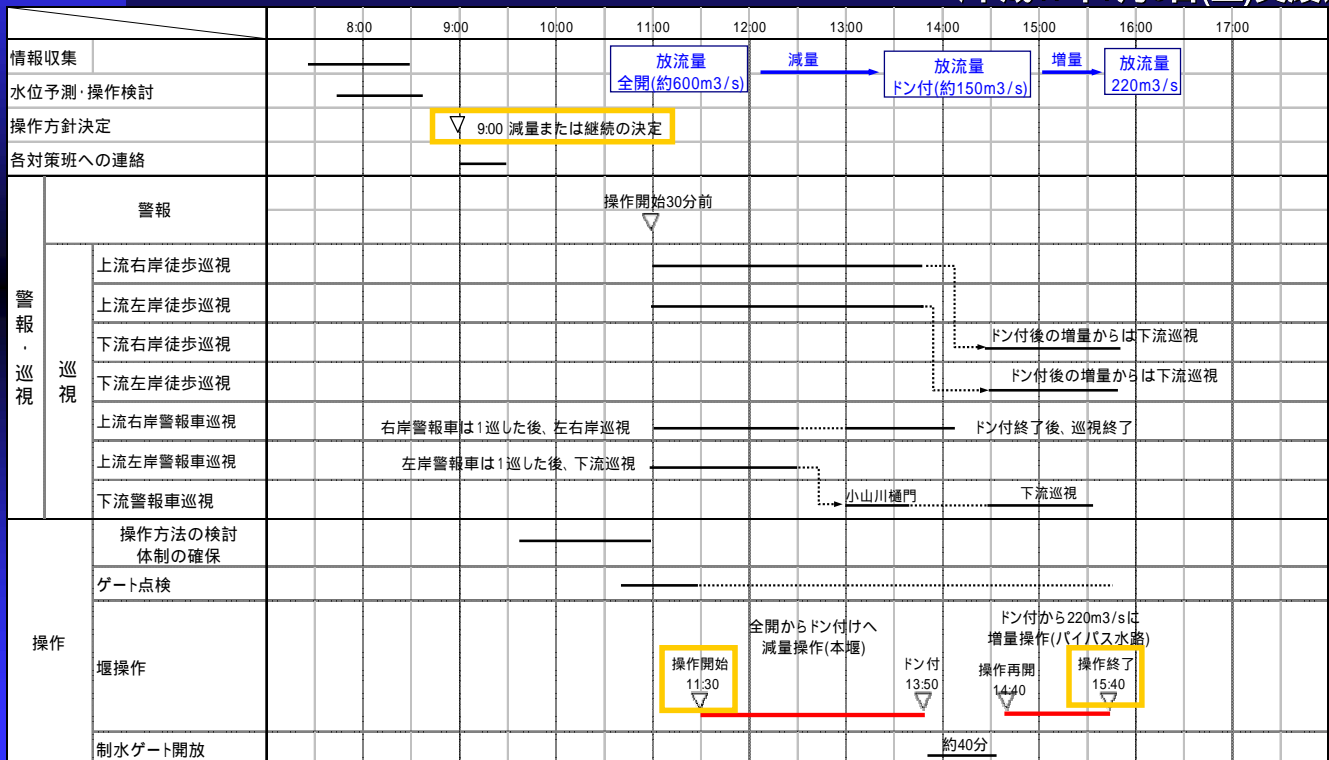 8:00 9:00 10:00 11:00 12:00 13:00 14:00 15:00 16:00 17:00
情報収集
放流量
全開(約600m3/s)
減量
放流量
ドン付(約150m3/s)
増量
放流量
220m3/s
水位予測・操作検討
操作方針決定
9:00 減量または継続の決定
各対策班への連絡
警報・巡視
警報
操作開始30分前
巡視
上流右岸徒歩巡視
上流左岸徒歩巡視
下流右岸徒歩巡視
ドン付後の増量からは下流巡視
下流左岸徒歩巡視
ドン付後の増量からは下流巡視
上流右岸警報車巡視
右岸警報車は1巡した後、左右岸巡視
ドン付終了後、巡視終了
上流左岸警報車巡視
左岸警報車は1巡した後、下流巡視
下流警報車巡視
小山川樋門
下流巡視
操作
操作方法の検討
体制の確保
ゲート点検
堰操作
全開からドン付けへ
減量操作(本堰)
ドン付から220m3/sに
増量操作(バイパス水路)
操作開始
11:30
ドン付
13:50
操作再開
14:40
操作終了
15:40
制水ゲート開放
約40分